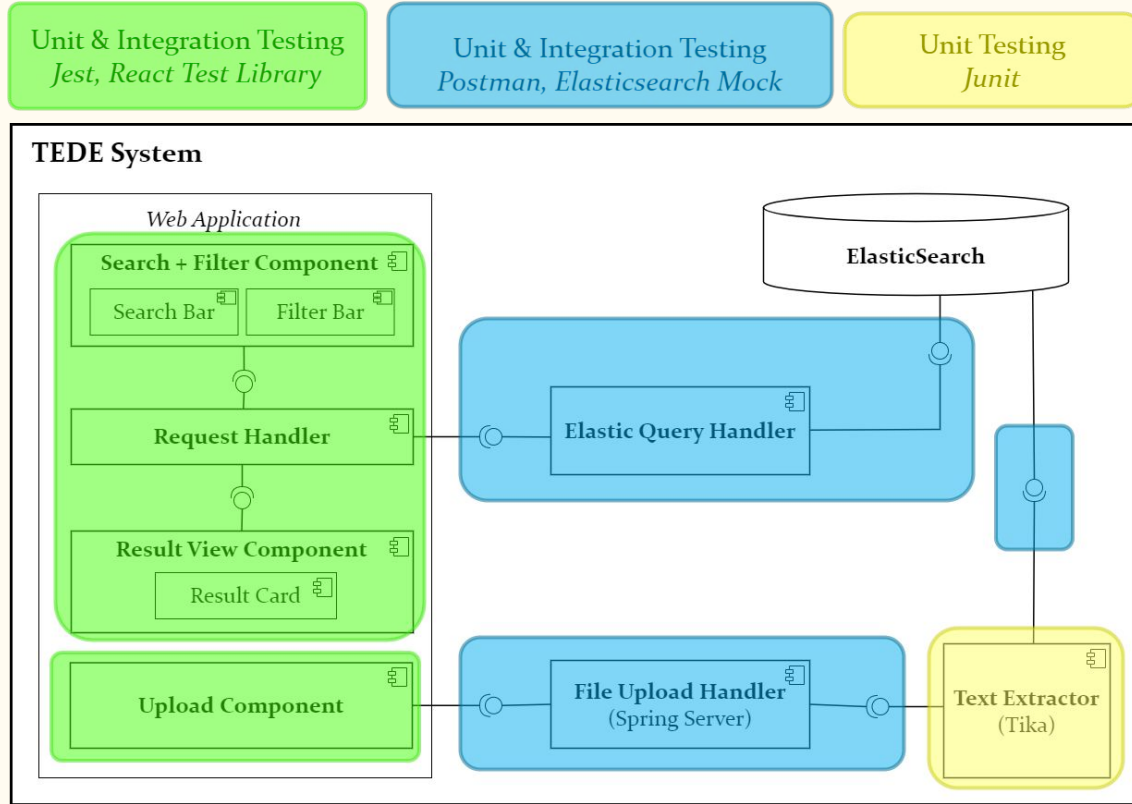 Unit & Integration Testing
Jest, React Test Library
Unit & Integration Testing
Postman, Elasticsearch Mock
Unit Testing
Junit
TEDE System
Web Application
Search + Filter Component
Search Bar
Filter Bar
ElasticSearch
Request Handler
Elastic Query Handler
Result View Component
Result Card
Upload Component
File Upload Handler
(Spring Server)
Text Extractor
(Tika)